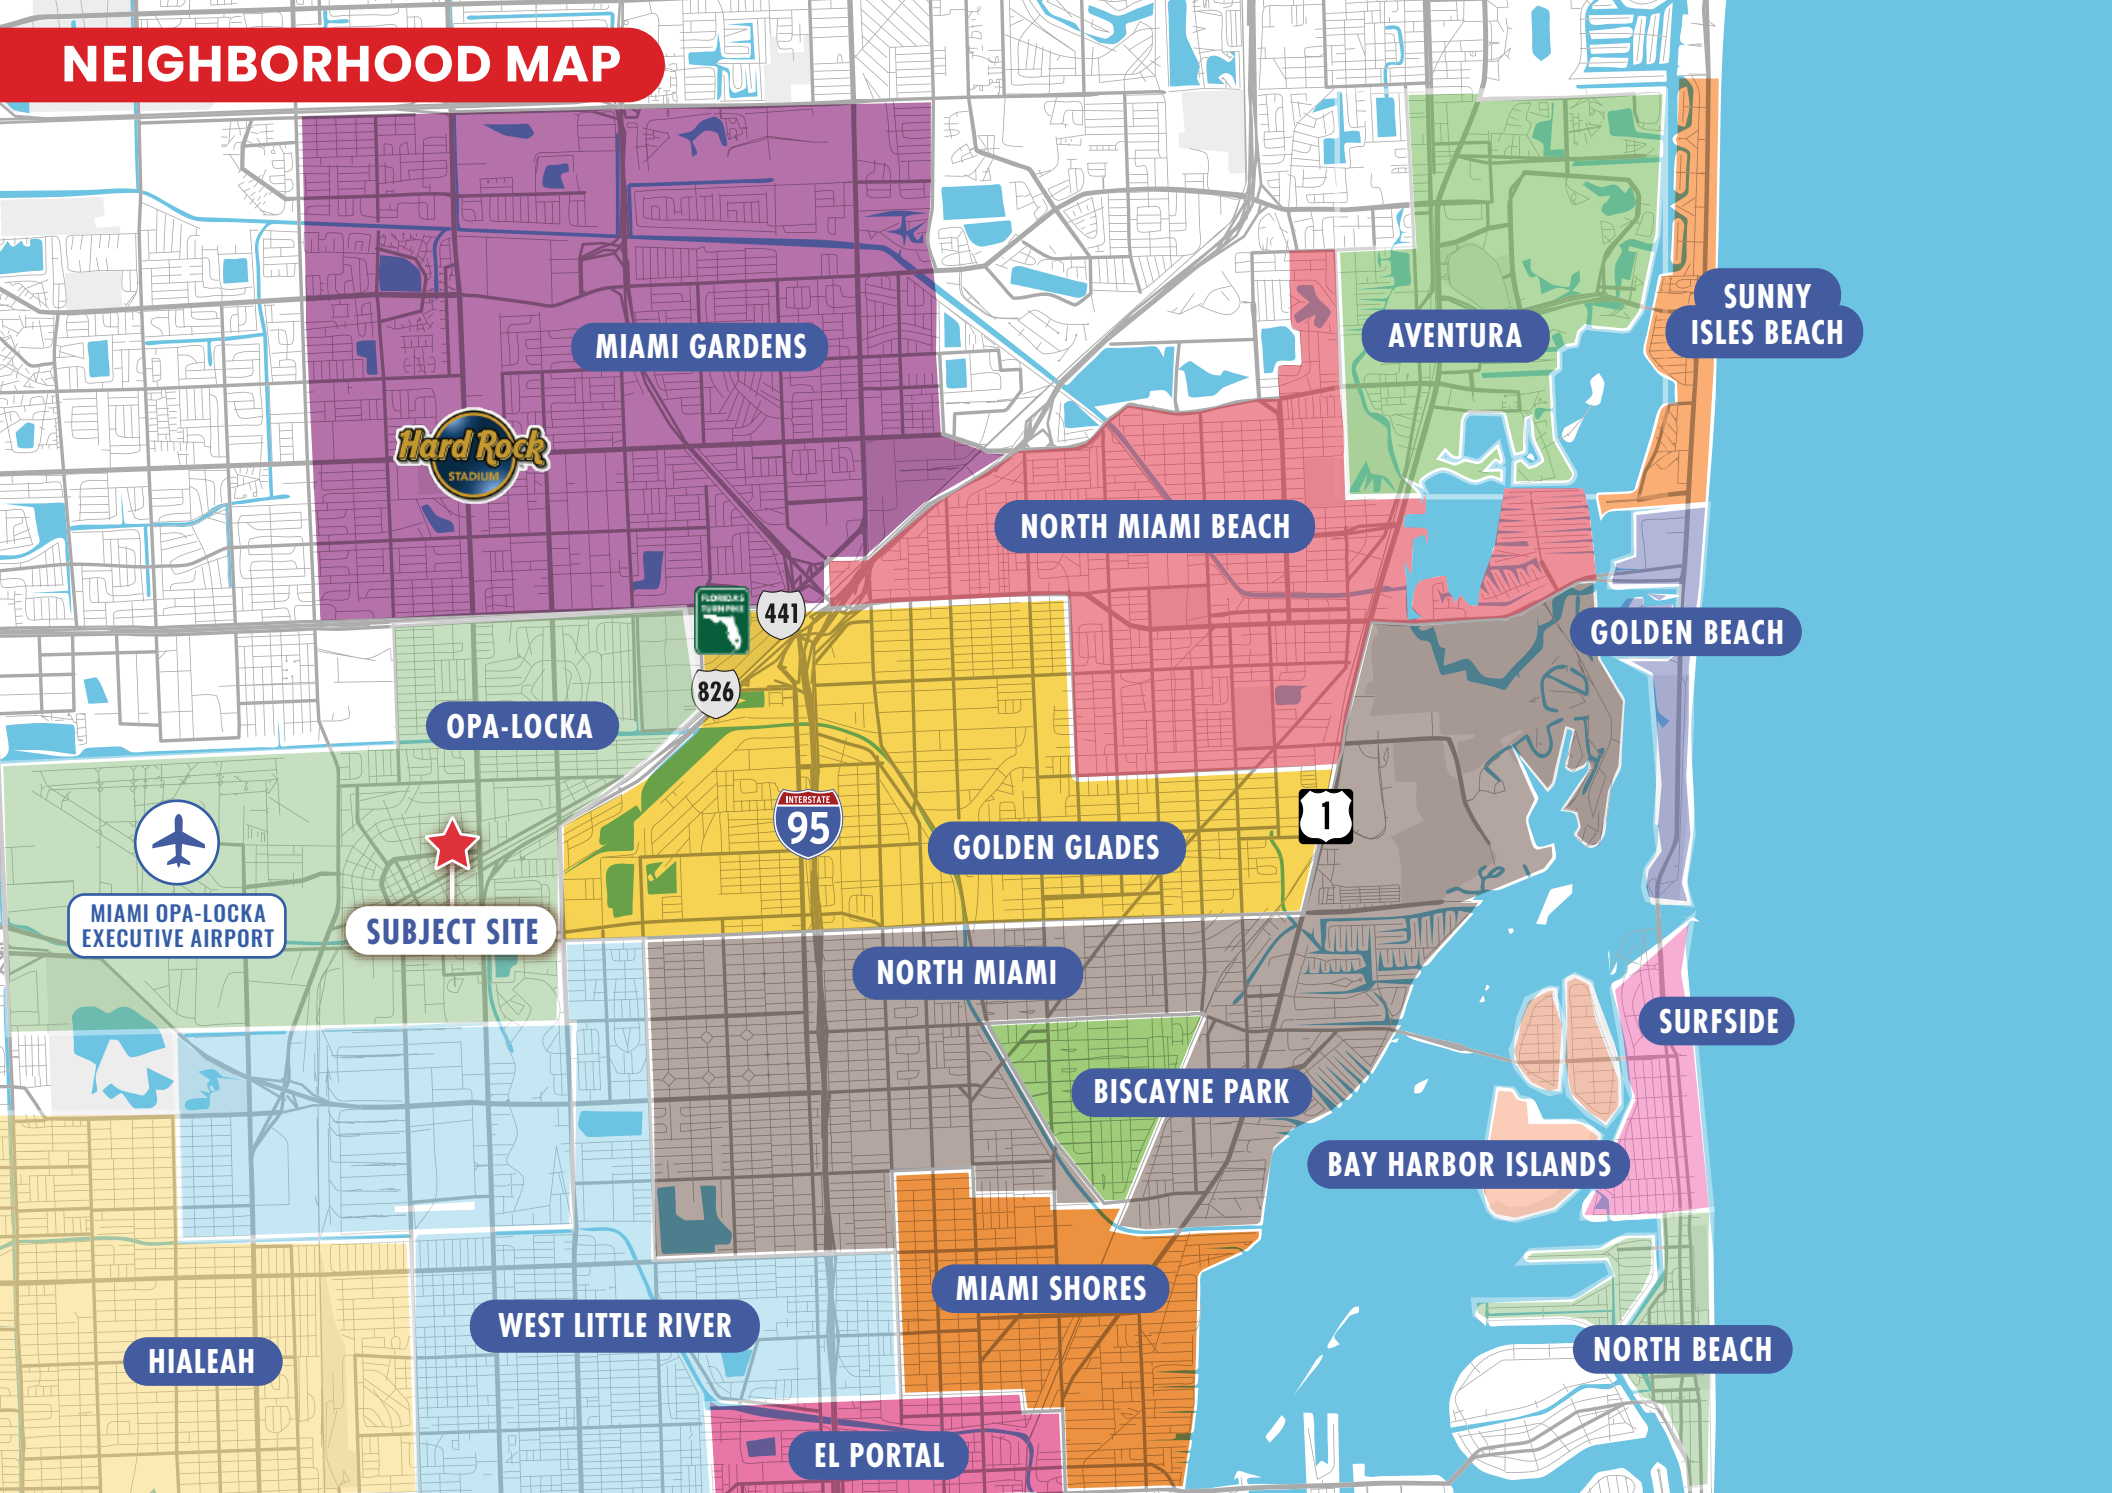 NEIGHBORHOOD MAP
SUNNY
ISLES BEACH
AVENTURA
MIAMI GARDENS
Hard Rock
STADIUM
NORTH MIAMI BEACH
FLORIDA'S
TURNPIKE
441
GOLDEN BEACH
826
OPA-LOCKA
INTERSTATE
95
1
GOLDEN GLADES
MIAMI OPA-LOCKA
EXECUTIVE AIRPORT
SUBJECT SITE
NORTH MIAMI
SURFSIDE
BISCAYNE PARK
BAY HARBOR ISLANDS
MIAMI SHORES
WEST LITTLE RIVER
NORTH BEACH
HIALEAH
EL PORTAL